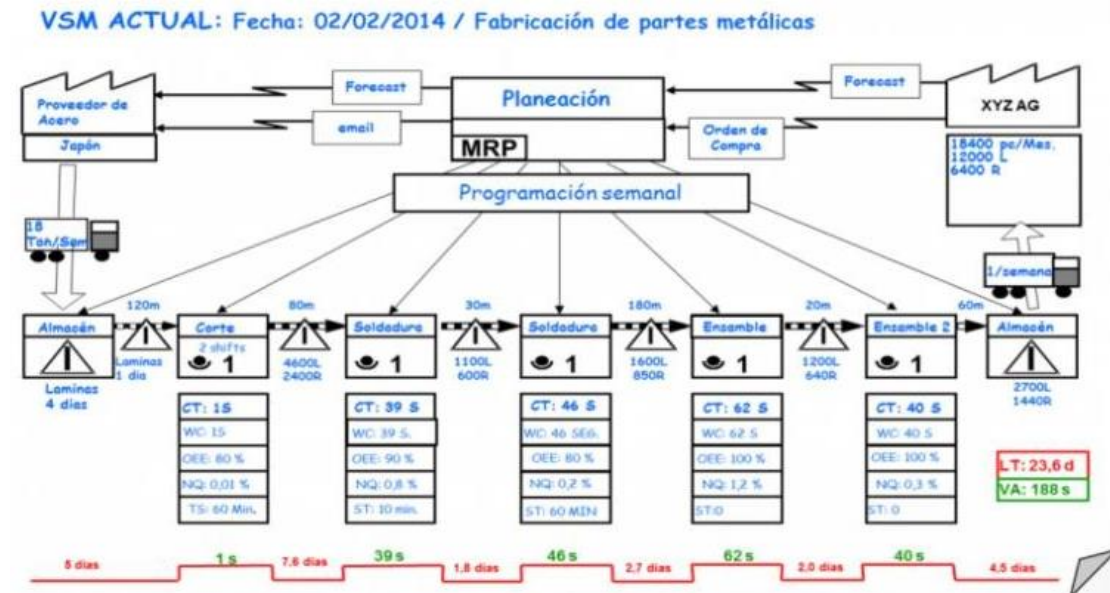 VSM ACTUAL: Fecha: 02/02/2014 / Fabricación de partes metálicas
Proveedor de
Acero
Japón
Forecast
email
Planeación
MRP
Forecast
Orden de
Compra
XYZ AG
18400 pc/Mes.
12000 L
6400 R
Programación semanal
18
Ton/Sem
1/semana
120m
80m
30m
180m
20m
60m
Almacén
Corte
Soldadura
Soldadura
Ensamble
Ensamble 2
Almacén
2 shifts
1
1
1
1
1
Laminas
4 dias
Laminas
1 dia
4600L
2400R
1100L
600R
1600L
850R
1200L
640R
2700L
1440R
CT: 1S
WC: 1S
OEE: 80 %
NQ: 0,01 %
TS: 60 Min.
CT: 39 S
WC: 39 S.
OEE: 90 %
NQ: 0,8 %
ST: 10 min.
CT: 46 S
WC: 46 SEG.
OEE: 80 %
NQ: 0,2 %
ST: 60 MIN
CT: 62 S
WC: 62 S
OEE: 100 %
NQ: 1,2 %
ST:0
CT: 40 S
WC: 40 S
OEE: 100 %
NQ: 0,3 %
ST: 0
LT: 23,6 d
VA: 188 s
5 dias
1 s
7,6 dias
39 s
1,8 dias
46 s
2,7 dias
62 s
2,0 dias
40 s
4,5 dias